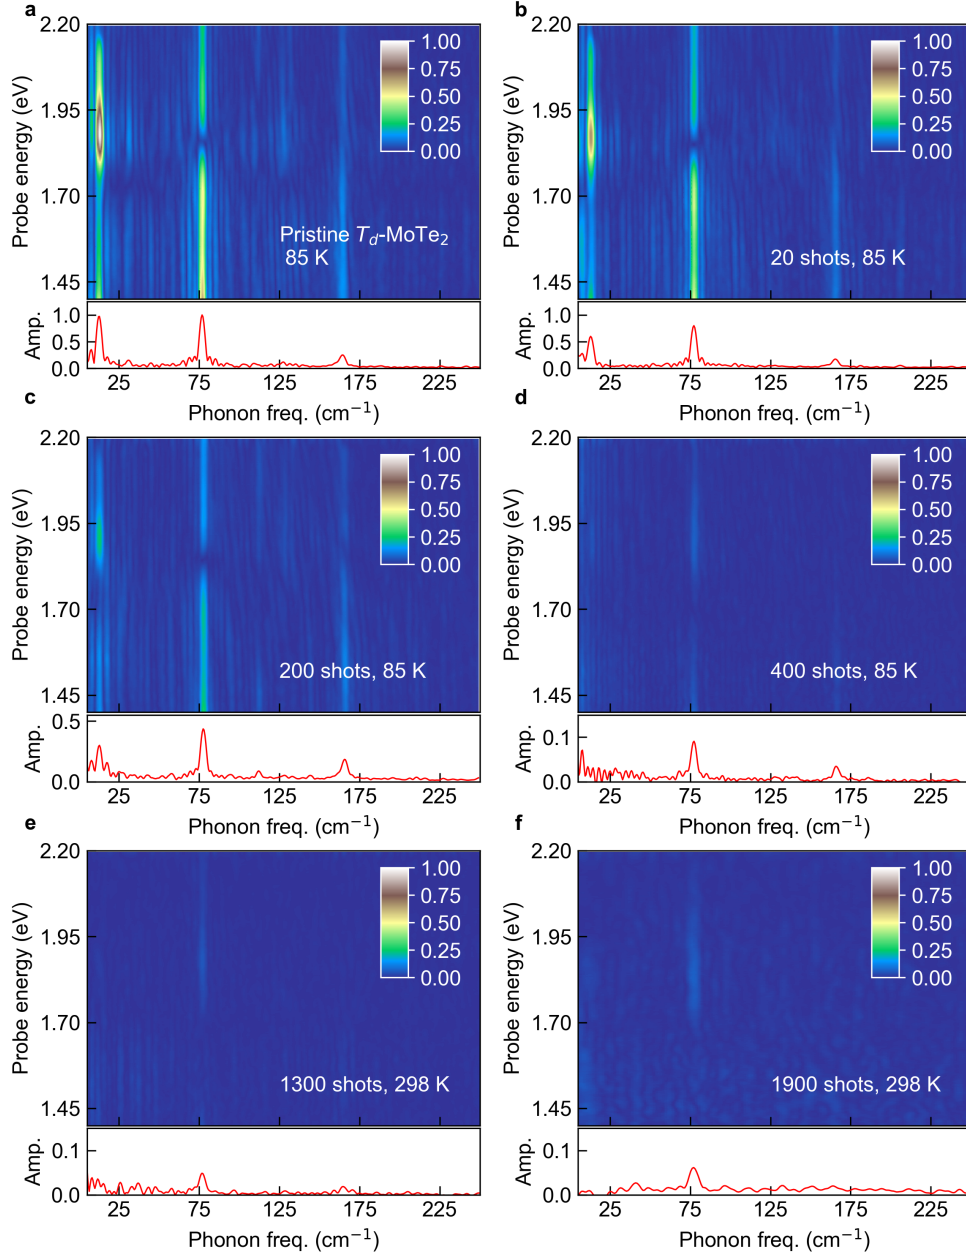 a
2.20
1.95
1.70
1.45
Probe energy (eV)
1.00
0.75
0.50
0.25
0.00
Pristine T_d-MoTe₂
85 K
1.0
0.5
0.0
Amp.
25 75 125 175 225
Phonon freq. (cm⁻¹)
b
2.20
1.95
1.70
1.45
Probe energy (eV)
1.00
0.75
0.50
0.25
0.00
20 shots, 85 K
1.0
0.5
0.0
Amp.
25 75 125 175 225
Phonon freq. (cm⁻¹)
c
2.20
1.95
1.70
1.45
Probe energy (eV)
1.00
0.75
0.50
0.25
0.00
200 shots, 85 K
0.5
0.0
Amp.
25 75 125 175 225
Phonon freq. (cm⁻¹)
d
2.20
1.95
1.70
1.45
Probe energy (eV)
1.00
0.75
0.50
0.25
0.00
400 shots, 85 K
0.1
0.0
Amp.
25 75 125 175 225
Phonon freq. (cm⁻¹)
e
2.20
1.95
1.70
1.45
Probe energy (eV)
1.00
0.75
0.50
0.25
0.00
1300 shots, 298 K
0.1
0.0
Amp.
25 75 125 175 225
Phonon freq. (cm⁻¹)
f
2.20
1.95
1.70
1.45
Probe energy (eV)
1.00
0.75
0.50
0.25
0.00
1900 shots, 298 K
0.1
0.0
Amp.
25 75 125 175 225
Phonon freq. (cm⁻¹)